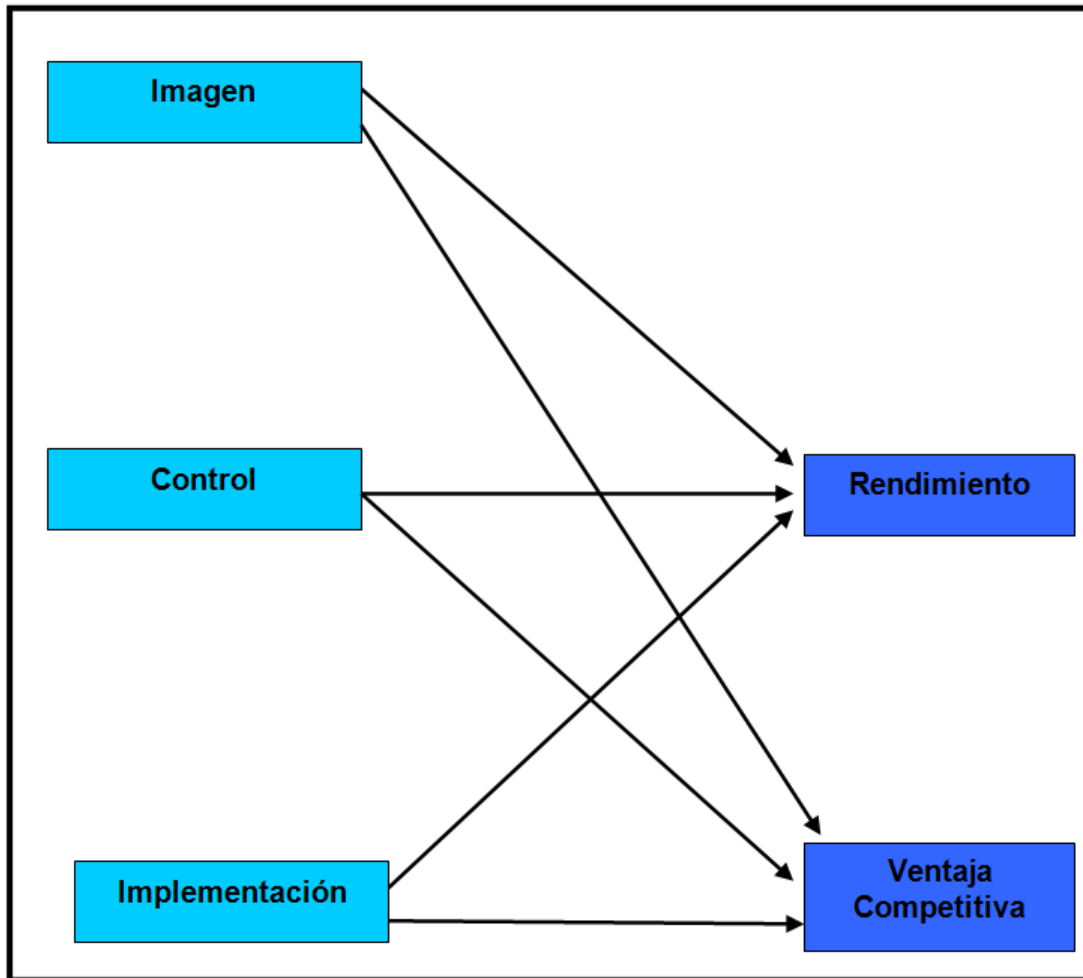 Imagen
Control
Rendimiento
Implementación
Ventaja
Competitiva